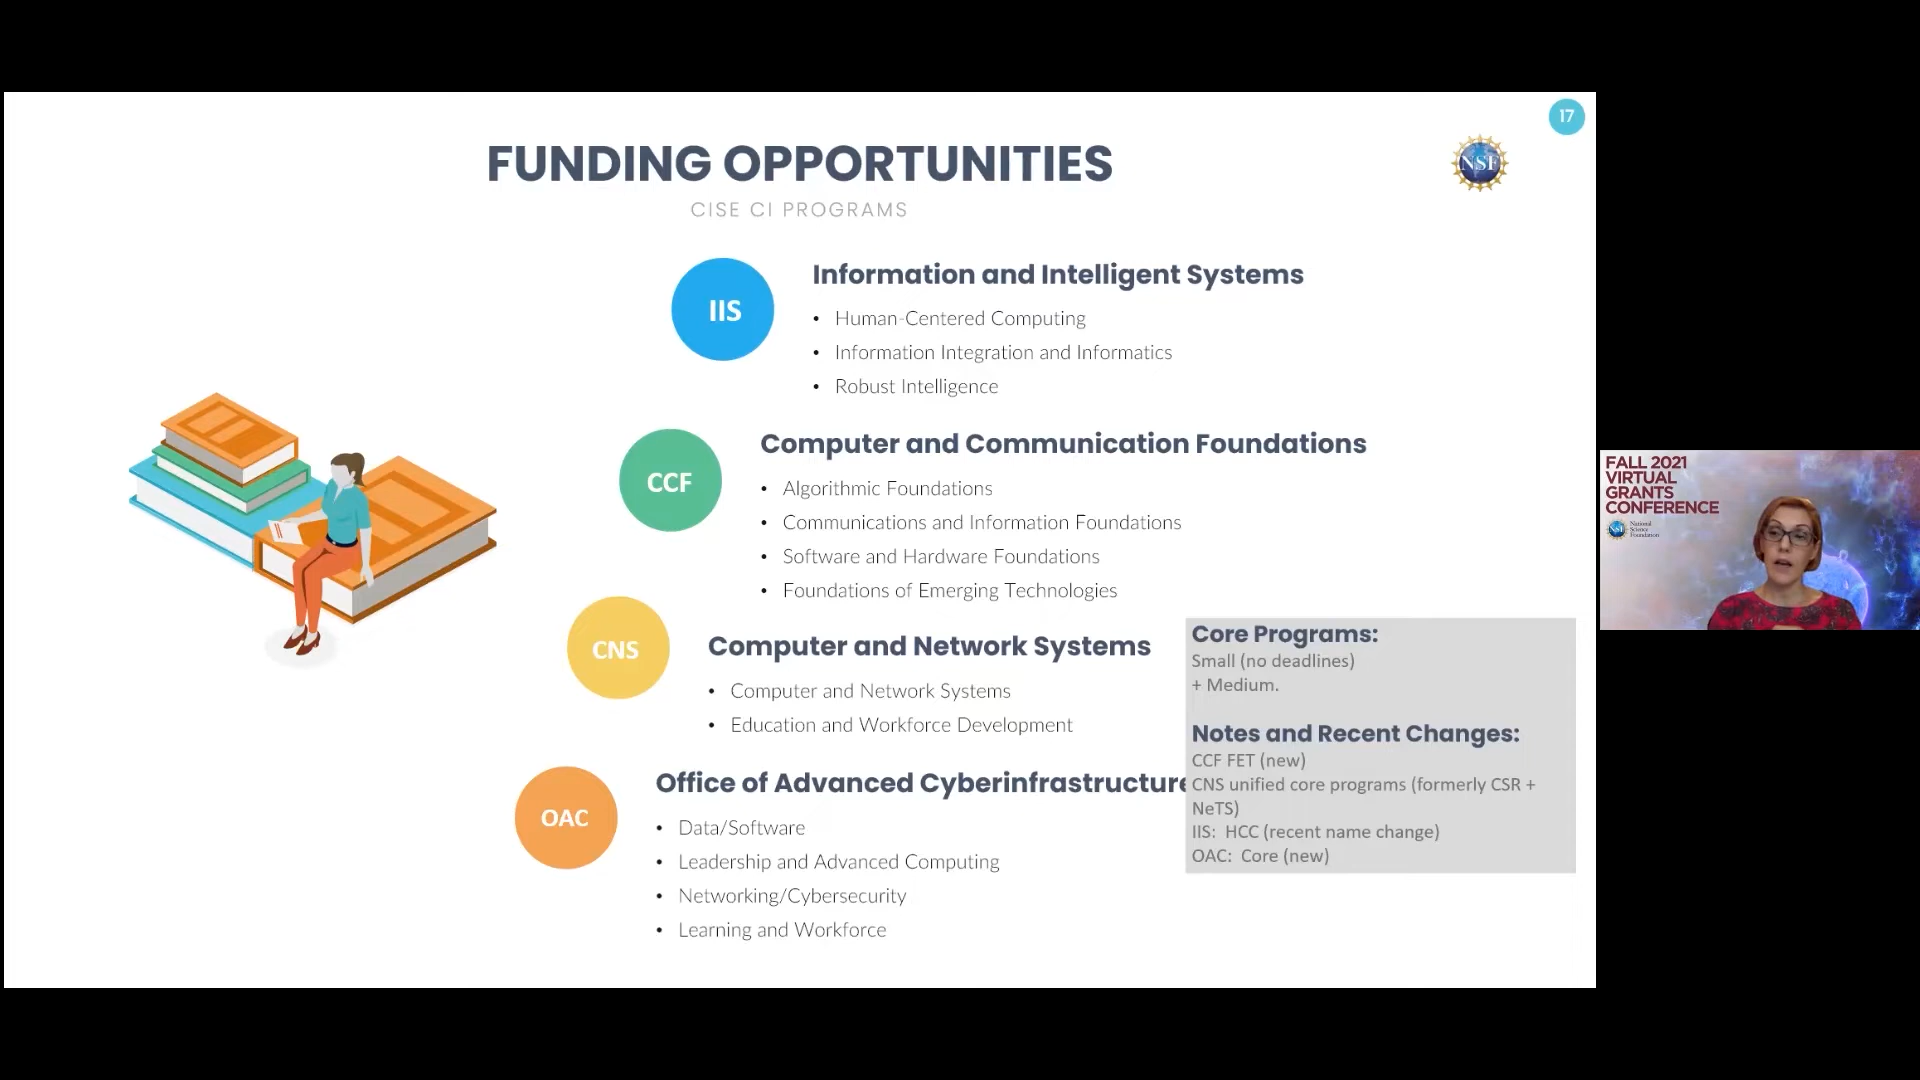 17
FUNDING OPPORTUNITIES
NSF
CISE CI PROGRAMS
IIS
Information and Intelligent Systems
• Human-Centered Computing
• Information Integration and Informatics
• Robust Intelligence
CCF
Computer and Communication Foundations
• Algorithmic Foundations
• Communications and Information Foundations
• Software and Hardware Foundations
• Foundations of Emerging Technologies
CNS
Computer and Network Systems
• Computer and Network Systems
• Education and Workforce Development
OAC
Office of Advanced Cyberinfrastructure
• Data/Software
• Leadership and Advanced Computing
• Networking/Cybersecurity
• Learning and Workforce
Core Programs:
Small (no deadlines)
+ Medium.
Notes and Recent Changes:
CCF FET (new)
CNS unified core programs (formerly CSR +
NeTS)
IIS: HCC (recent name change)
OAC: Core (new)
FALL 2021
VIRTUAL
GRANTS
CONFERENCE
NSF
National
Science
Foundation